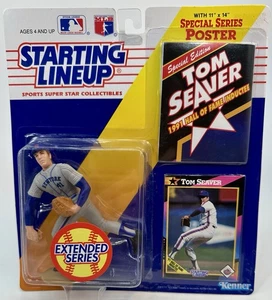 AGES 4 AND UP
WITH 11" x 14"
SPECIAL SERIES
POSTER
STARTING
LINEUP
SPORTS SUPER STAR COLLECTIBLES
Special Edition
TOM
SEAVER
1991 HALL OF FAME INDUCTEE
EXTENDED
SERIES
TOM SEAVER
Kenner